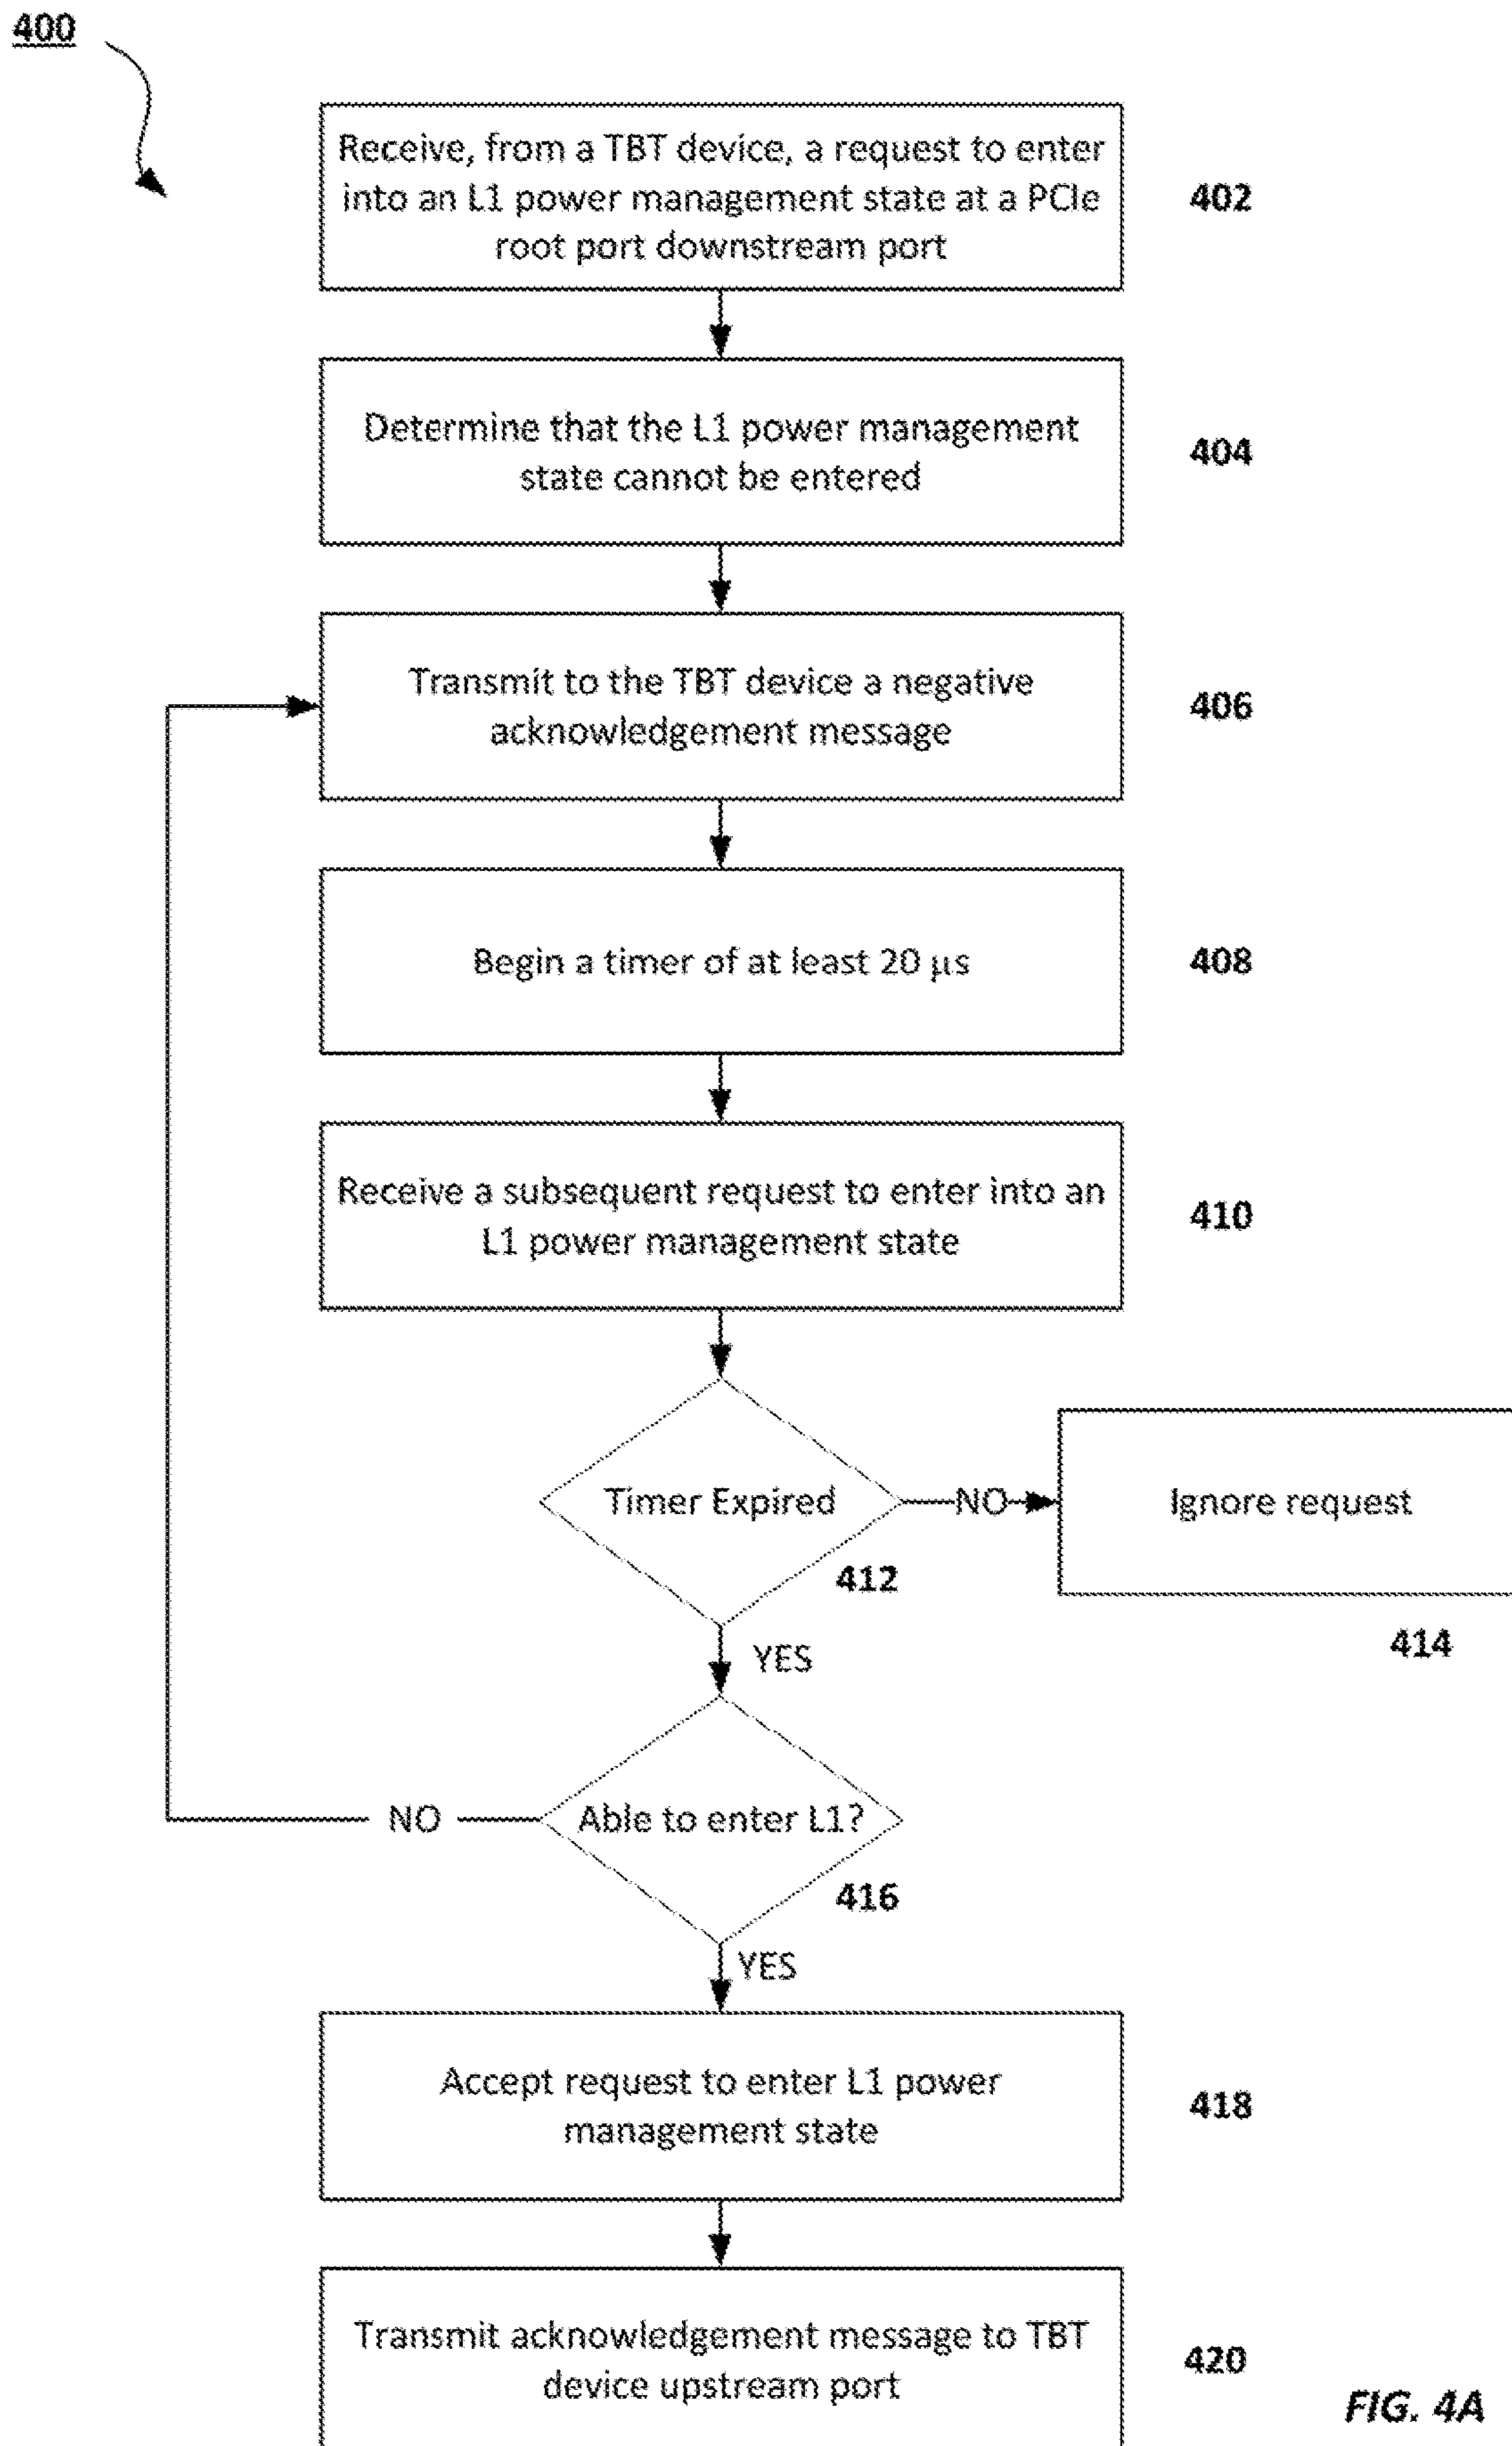 400
Receive, from a TBT device, a request to enter
into an L1 power management state at a PCIe
root port downstream port
402
Determine that the L1 power management
state cannot be entered
404
Transmit to the TBT device a negative
acknowledgement message
406
Begin a timer of at least 20 µs
408
Receive a subsequent request to enter into an
L1 power management state
410
Timer Expired
412
NO
Ignore request
414
YES
Able to enter L1?
416
NO
YES
Accept request to enter L1 power
management state
418
Transmit acknowledgement message to TBT
device upstream port
420
FIG. 4A